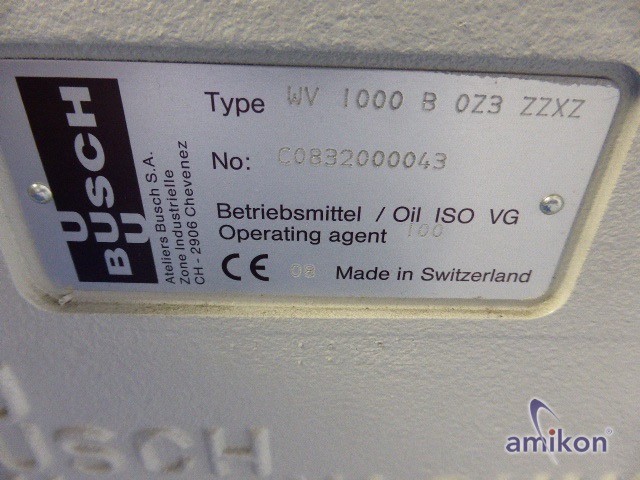 BUSCH
Ateliers Busch S.A.
Zone Industrielle
CH - 2906 Chevenez
Type WV 1000 B 0Z3 ZZXZ
No: C0832000043
Betriebsmittel / Oil ISO VG
Operating agent 100
CE 08 Made in Switzerland
BUSCH
amikon